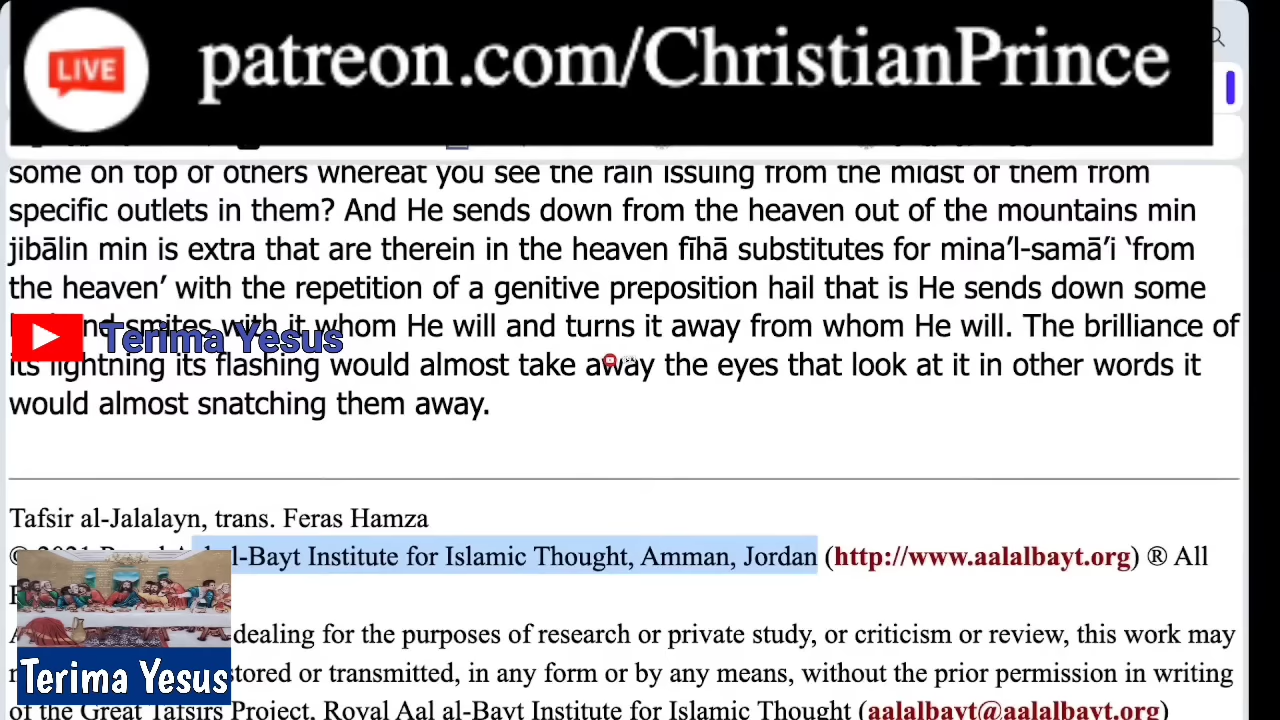 LIVE
patreon.com/ChristianPrince
some on top of others whereat you see the rain issuing from the midst of them from
specific outlets in them? And He sends down from the heaven out of the mountains min
jibālin min is extra that are therein in the heaven fīhā substitutes for mina’l-samā’i ‘from
the heaven’ with the repetition of a genitive preposition hail that is He sends down some
smites with it whom He will and turns it away from whom He will. The brilliance of
Terima Yesus
its lightning its flashing would almost take away the eyes that look at it in other words it
would almost snatching them away.
Tafsir al-Jalalayn, trans. Feras Hamza
al-Bayt Institute for Islamic Thought, Amman, Jordan (http://www.aalalbayt.org) ® All
dealing for the purposes of research or private study, or criticism or review, this work may
stored or transmitted, in any form or by any means, without the prior permission in writing
Terima Yesus
of the Great Tafsirs Project, Royal Aal al-Bayt Institute for Islamic Thought (aalalbayt@aalalbayt.org)